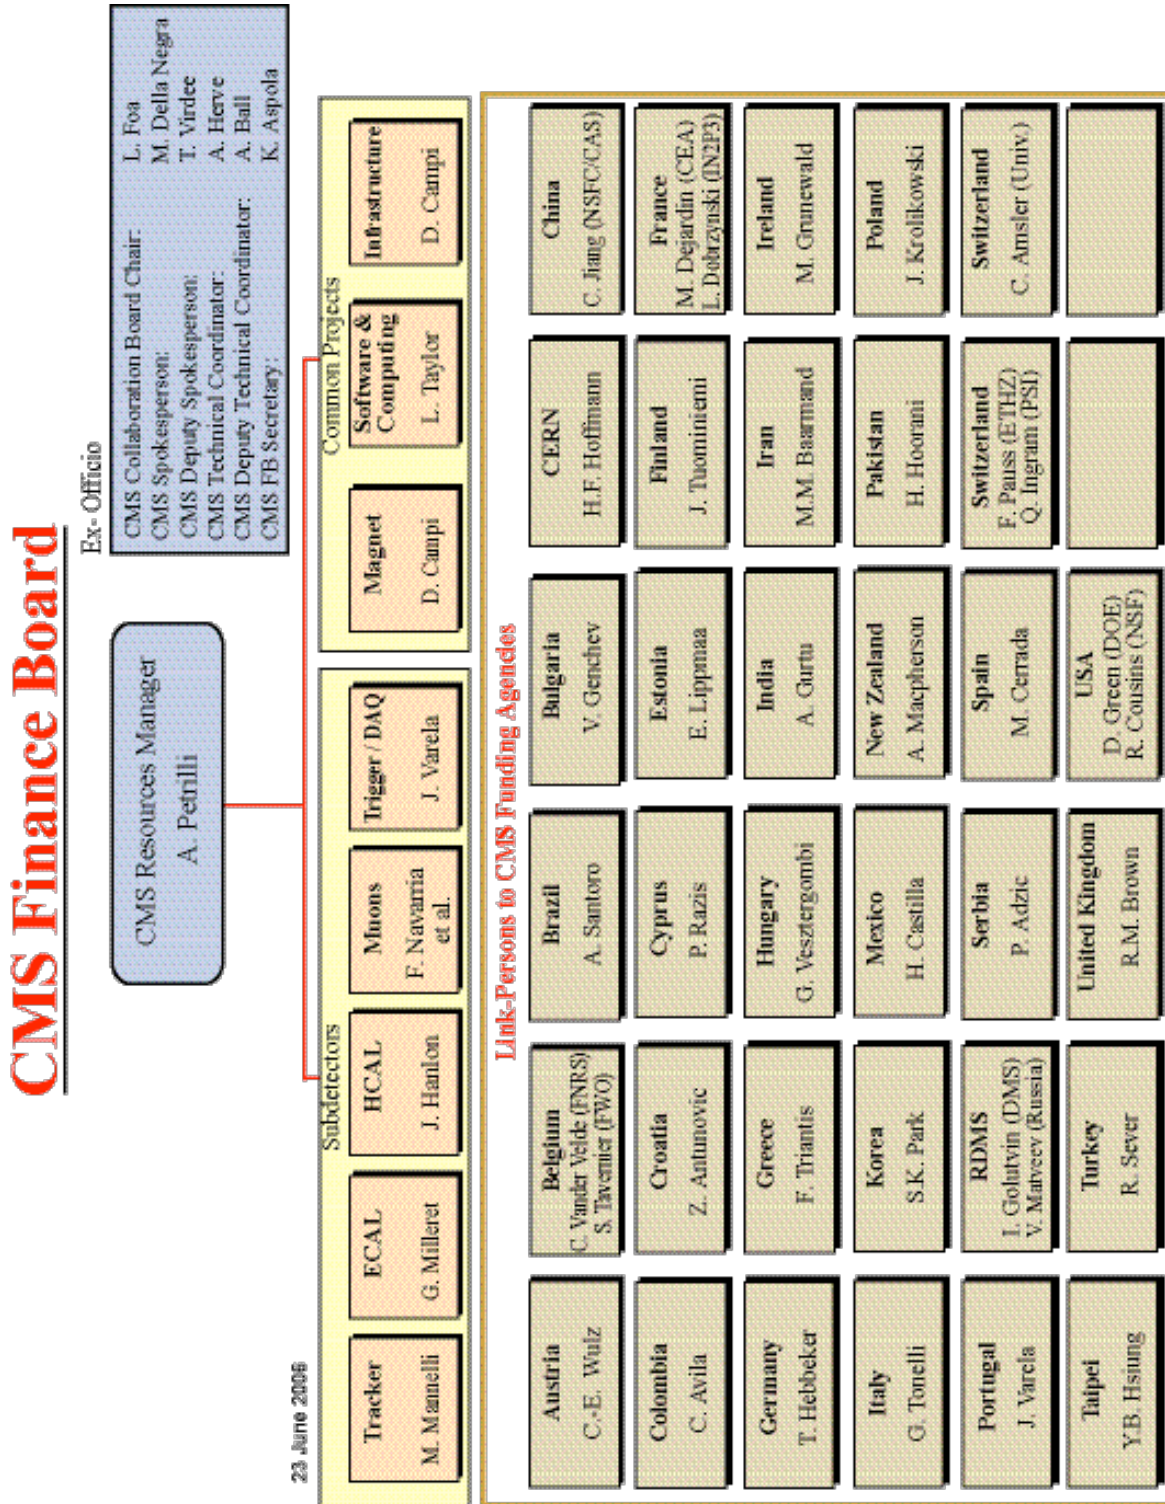 CMS Finance Board
Ex- Officio
CMS Resources Manager
A. Petrilli
CMS Collaboration Board Chair: L. Foa
CMS Spokesperson: M. Della Negra
CMS Deputy Spokesperson: T. Virdee
CMS Technical Coordinator: A. Herve
CMS Deputy Technical Coordinator: A. Ball
CMS FB Secretary: K. Aspola
23 June 2006
Subdetectors
Tracker
M. Mannelli
ECAL
G. Milleret
HCAL
J. Hanlon
Muons
F. Navarria
et al.
Trigger / DAQ
J. Varela
Common Projects
Magnet
D. Campi
Software &
Computing
L. Taylor
Infrastructure
D. Campi
Link-Persons to CMS Funding Agencies
Austria
C.-E. Wulz
Belgium
C. Vander Velde (FNRS)
S. Tavernier (FWO)
Brazil
A. Santoro
Bulgaria
V. Genchev
CERN
H.F. Hoffmann
China
C. Jiang (NSFC/CAS)
Colombia
C. Avila
Croatia
Z. Antunovic
Cyprus
P. Razis
Estonia
E. Lippmaa
Finland
J. Tuominiemi
France
M. Dejardin (CEA)
L. Dobrzynski (IN2P3)
Germany
T. Hebbeker
Greece
F. Triantis
Hungary
G. Vesztergombi
India
A. Gurtu
Iran
M.M. Baarmand
Ireland
M. Grunewald
Italy
G. Tonelli
Korea
S.K. Park
Mexico
H. Castilla
New Zealand
A. Macpherson
Pakistan
H. Hoorani
Poland
J. Krolikowski
Portugal
J. Varela
RDMS
I. Golutvin (DMS)
V. Matveev (Russia)
Serbia
P. Adzic
Spain
M. Cerrada
Switzerland
F. Pauss (ETHZ)
Q. Ingram (PSI)
Switzerland
C. Amsler (Univ.)
Taipei
Y.B. Hsiung
Turkey
R. Sever
United Kingdom
R.M. Brown
USA
D. Green (DOE)
R. Cousins (NSF)